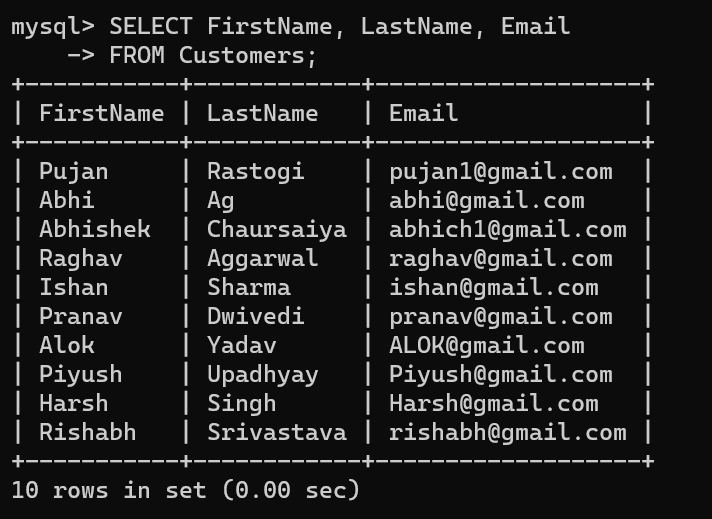 mysql> SELECT FirstName, LastName, Email
    -> FROM Customers;
+-----------+------------+-------------------+
| FirstName | LastName   | Email             |
+-----------+------------+-------------------+
| Pujan     | Rastogi    | pujan1@gmail.com  |
| Abhi      | Ag         | abhi@gmail.com    |
| Abhishek  | Chaursaiya | abhich1@gmail.com |
| Raghav    | Aggarwal   | raghav@gmail.com  |
| Ishan     | Sharma     | ishan@gmail.com   |
| Pranav    | Dwivedi    | pranav@gmail.com  |
| Alok      | Yadav      | ALOK@gmail.com    |
| Piyush    | Upadhyay   | Piyush@gmail.com  |
| Harsh     | Singh      | Harsh@gmail.com   |
| Rishabh   | Srivastava | rishabh@gmail.com |
+-----------+------------+-------------------+
10 rows in set (0.00 sec)